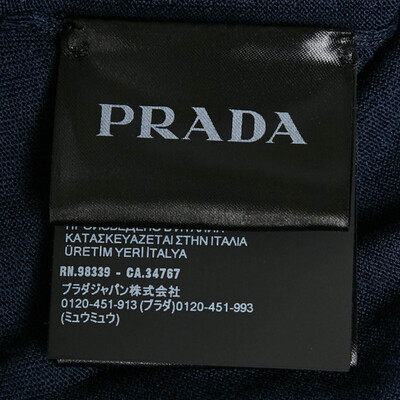 PRADA
ΚΑΤΑΣΚΕΥΑΖΕΤΑΙ ΣΤΗΝ ΙΤΑΛΙΑ
ÜRETİM YERİ İTALYA
RN.98339 - CA.34767
プラダジャパン株式会社
0120-451-913 (プラダ)0120-451-993
(ミュウミュウ)